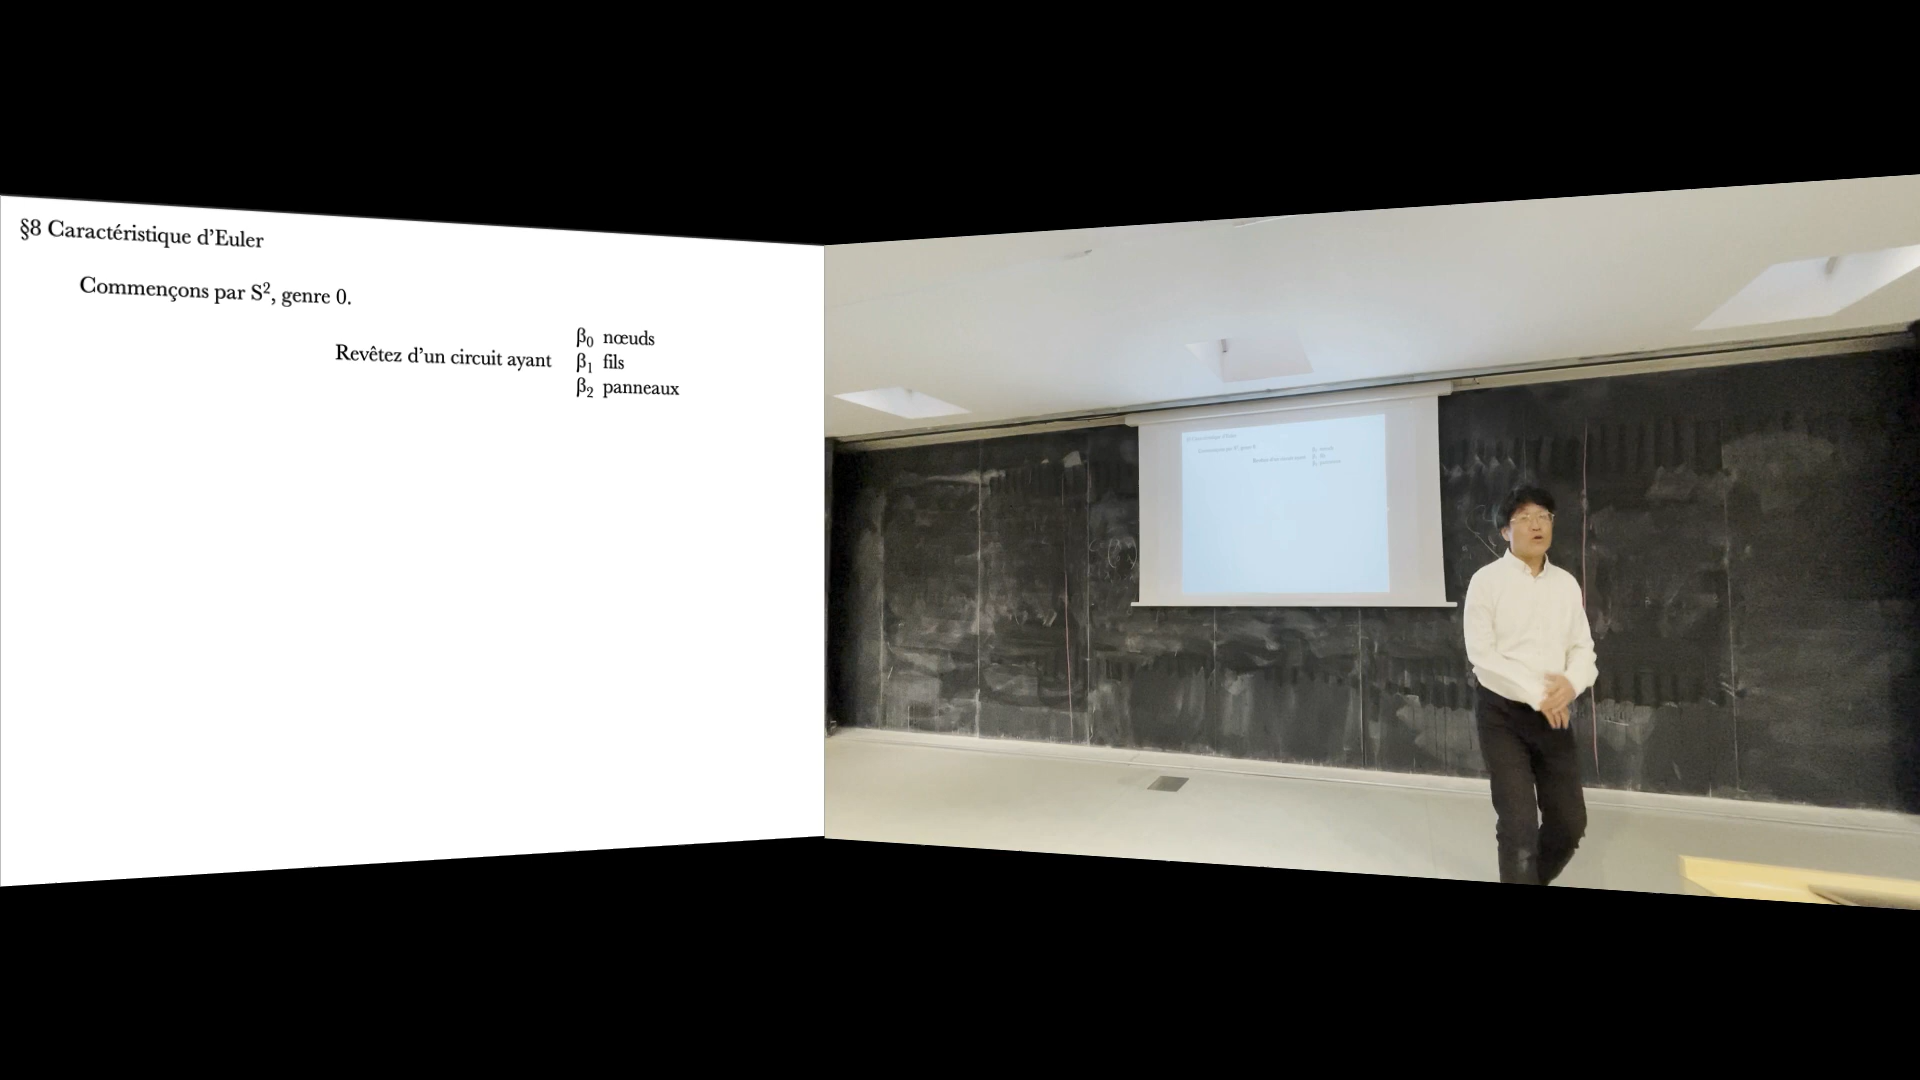 §8 Caractéristique d’Euler
Commençons par S², genre 0.
β₀ nœuds
Revêtez d’un circuit ayant
β₁ fils
β₂ panneaux